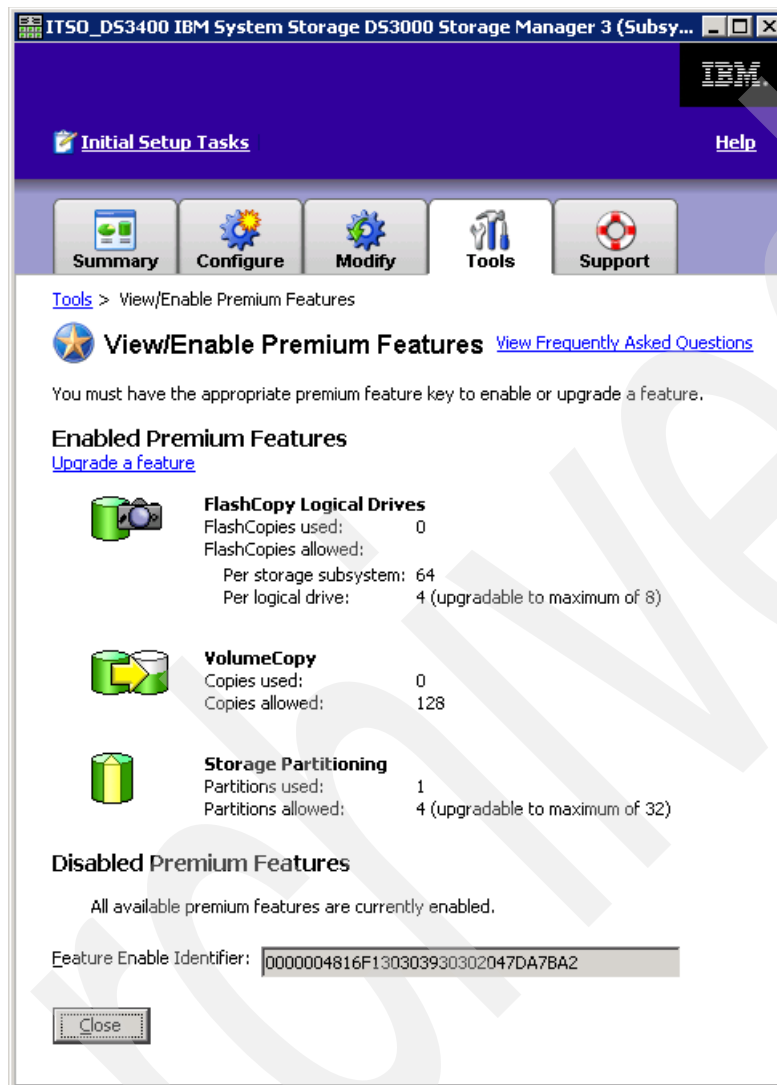 ITSO_DS3400 IBM System Storage DS3000 Storage Manager 3 (Subsy...
IBM.
Initial Setup Tasks Help
Summary Configure Modify Tools Support
Tools > View/Enable Premium Features
View/Enable Premium Features View Frequently Asked Questions
You must have the appropriate premium feature key to enable or upgrade a feature.
Enabled Premium Features
Upgrade a feature
FlashCopy Logical Drives
FlashCopies used: 0
FlashCopies allowed:
Per storage subsystem: 64
Per logical drive: 4 (upgradable to maximum of 8)
VolumeCopy
Copies used: 0
Copies allowed: 128
Storage Partitioning
Partitions used: 1
Partitions allowed: 4 (upgradable to maximum of 32)
Disabled Premium Features
All available premium features are currently enabled.
Feature Enable Identifier: 0000004816F130303930302047DA7BA2
Close